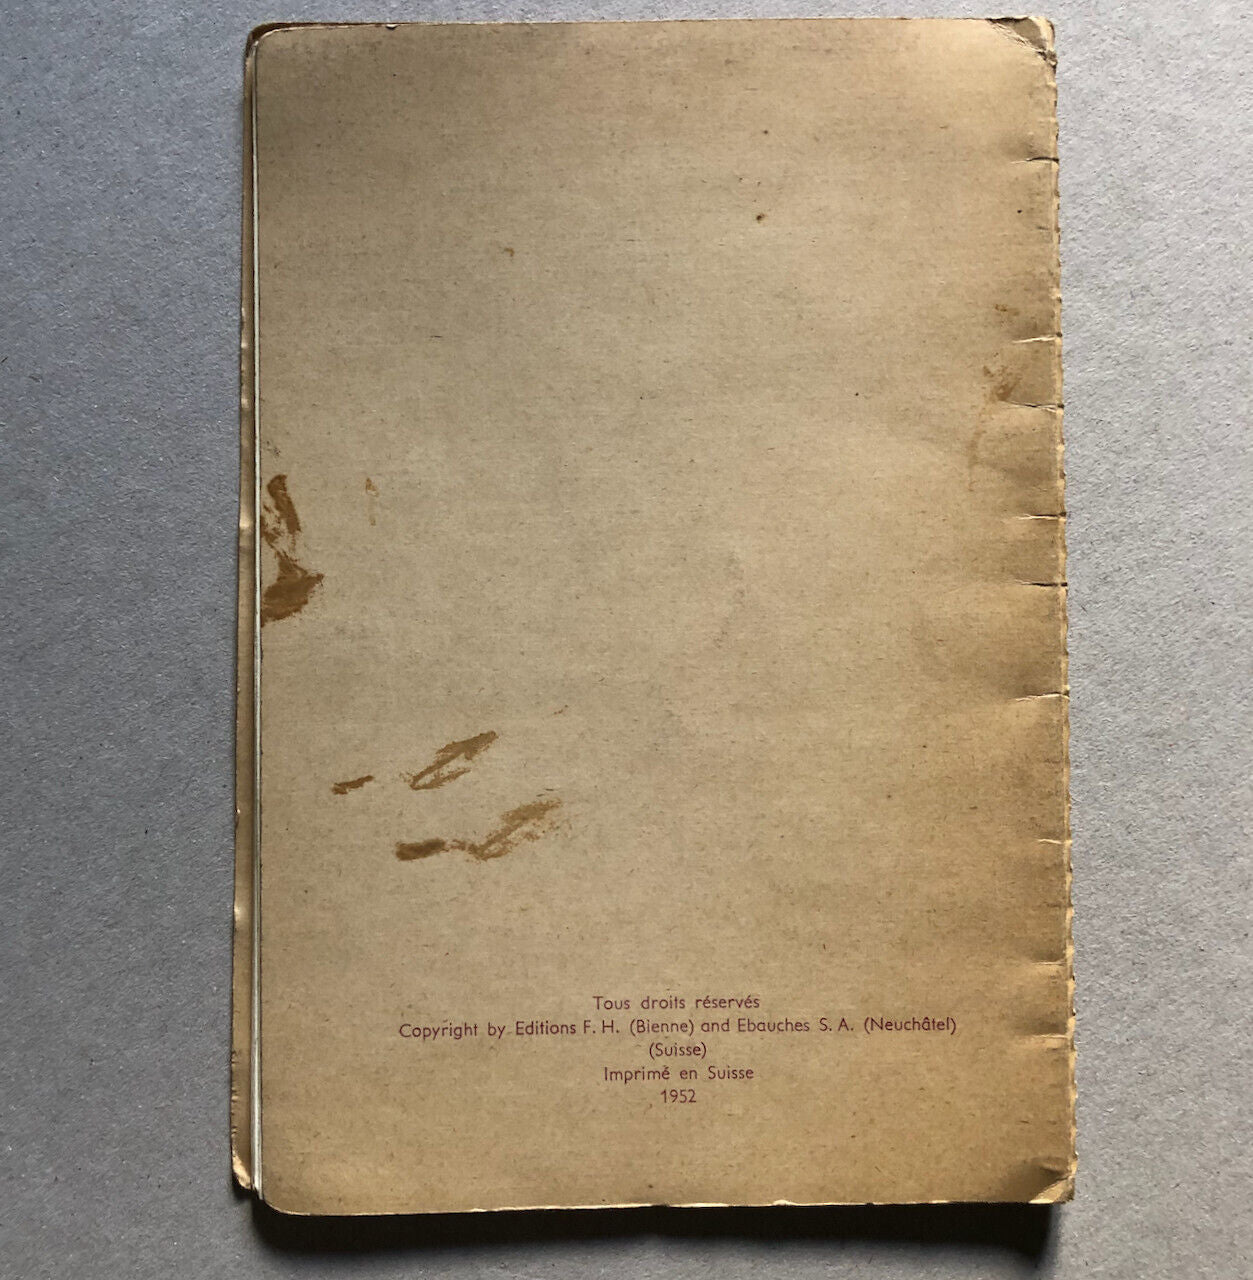 Tous droits réservés
Copyright by Editions F. H. (Bienne) and Ebauches S. A. (Neuchâtel)
(Suisse)
Imprimé en Suisse
1952